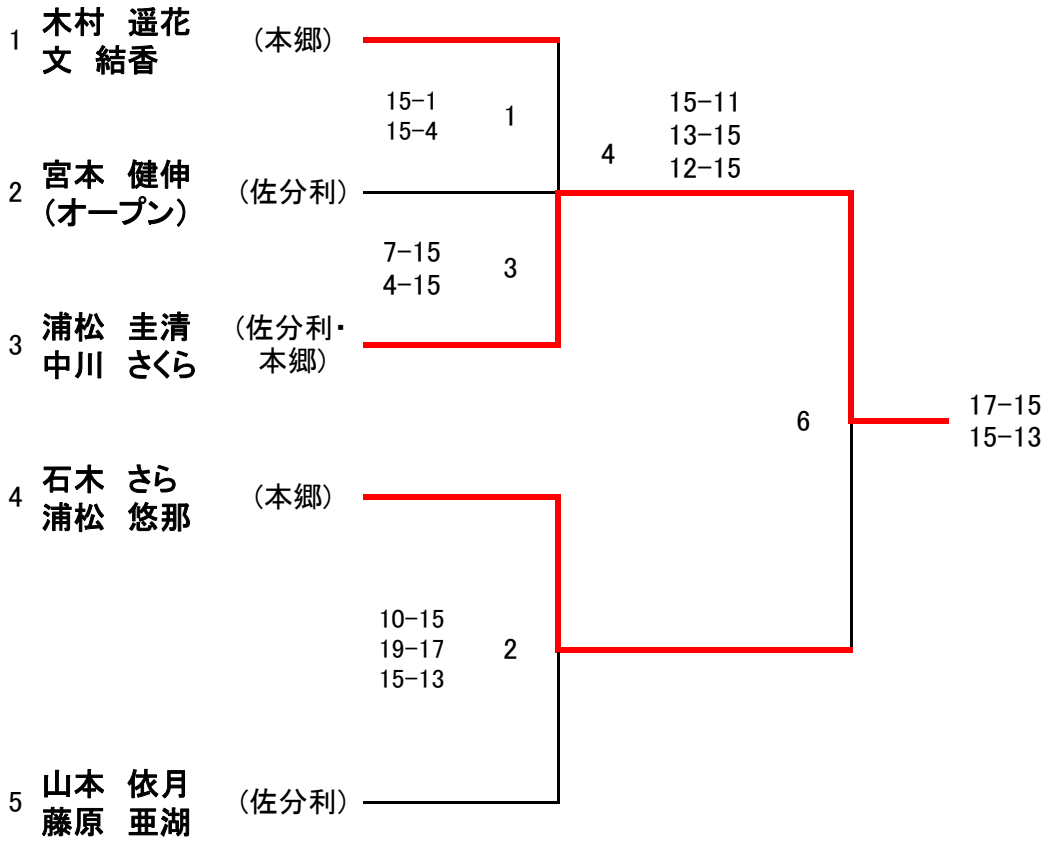 1 木村　遥花 (本郷)
文　結香
15-1
15-4
1
15-11
13-15
12-15
4
2 宮本　健伸 (佐分利)
(オープン)
7-15
4-15
3
3 浦松　圭清 (佐分利・
中川　さくら 本郷)
6
17-15
15-13
4 石木　さら (本郷)
浦松　悠那
10-15
19-17
15-13
2
5 山本　依月 (佐分利)
藤原　亜湖